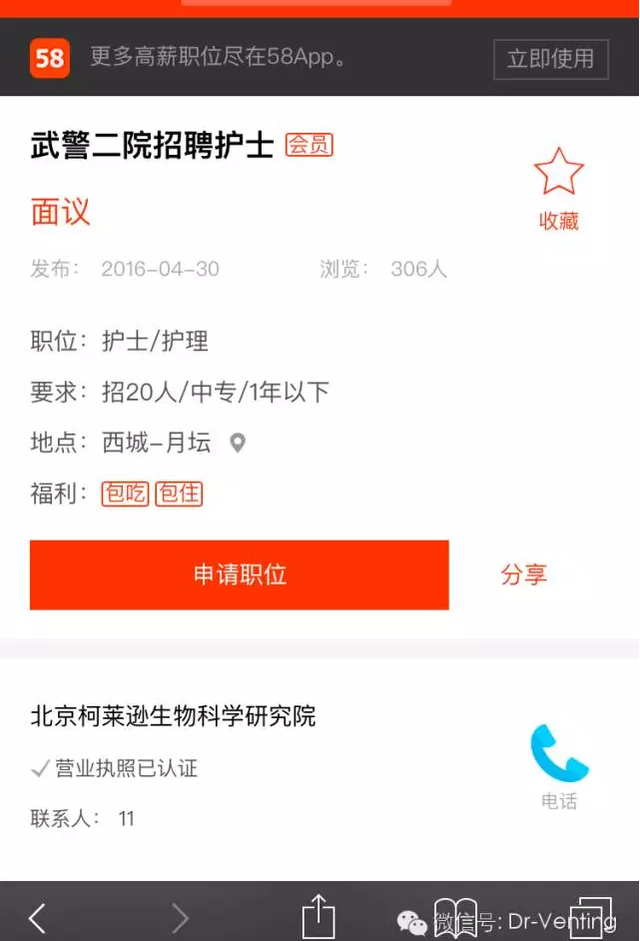 58 更多高薪职位尽在58App。 立即使用
武警二院招聘护士 会员
面议
收藏
发布： 2016-04-30 浏览： 306人
职位：护士/护理
要求：招20人/中专/1年以下
地点：西城-月坛
福利：包吃 包住
申请职位 分享
北京柯莱逊生物科学研究院
营业执照已认证
电话
联系人： 11
微信号: Dr-Venting